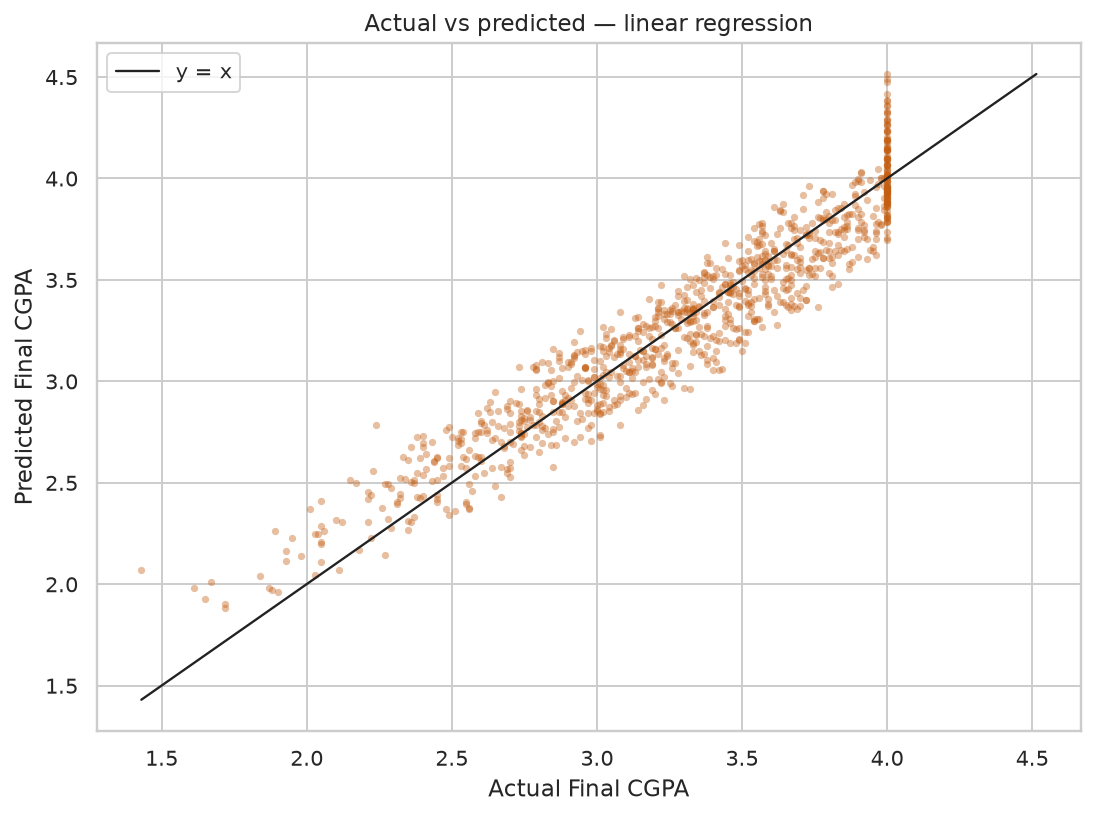 Actual vs predicted — linear regression
y = x
4.5
4.0
3.5
3.0
2.5
2.0
1.5
Predicted Final CGPA
1.5 2.0 2.5 3.0 3.5 4.0 4.5
Actual Final CGPA